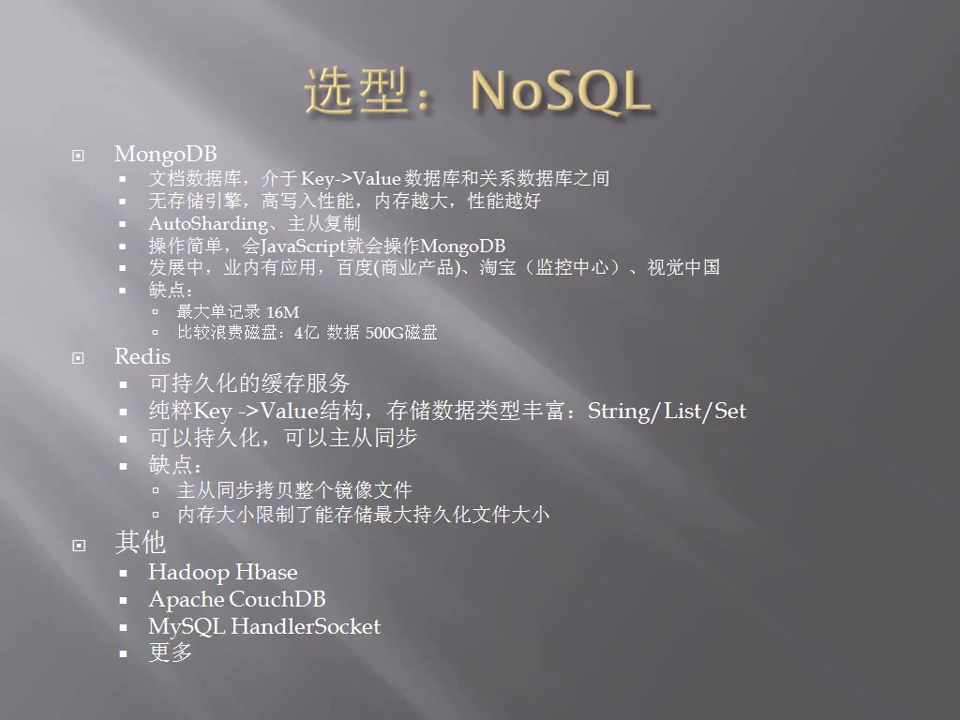 选型：NoSQL
MongoDB
文档数据库，介于Key->Value 数据库和关系数据库之间
无存储引擎，高写入性能，内存越大，性能越好
AutoSharding、主从复制
操作简单，会JavaScript就会操作MongoDB
发展中，业内有应用，百度(商业产品)、淘宝（监控中心）、视觉中国
缺点：
最大单记录 16M
比较浪费磁盘：4亿 数据 500G磁盘
Redis
可持久化的缓存服务
纯粹Key ->Value结构，存储数据类型丰富：String/List/Set
可以持久化，可以主从同步
缺点：
主从同步拷贝整个镜像文件
内存大小限制了能存储最大持久化文件大小
其他
Hadoop Hbase
Apache CouchDB
MySQL HandlerSocket
更多